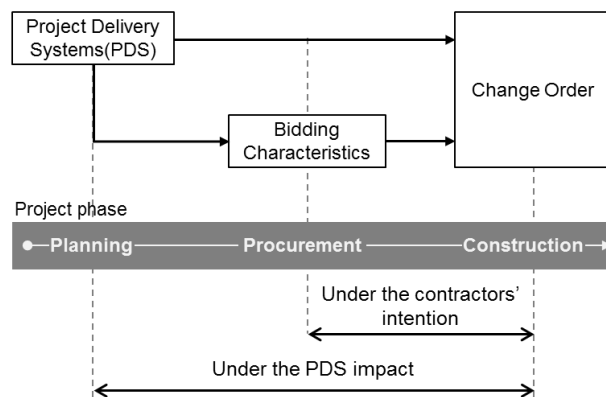 Project Delivery
Systems(PDS)
Change Order
Bidding
Characteristics
Project phase
Planning Procurement Construction
Under the contractors'
intention
Under the PDS impact